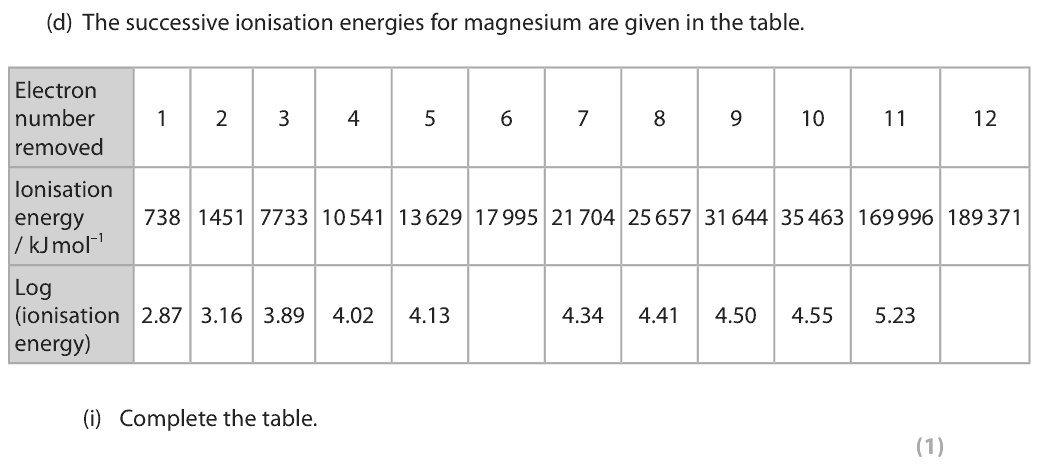 (d) The successive ionisation energies for magnesium are given in the table.
Electron number removed 1 2 3 4 5 6 7 8 9 10 11 12
Ionisation energy / kJ mol⁻¹ 738 1451 7733 10 541 13 629 17 995 21 704 25 657 31 644 35 463 169 996 189 371
Log (ionisation energy) 2.87 3.16 3.89 4.02 4.13 4.34 4.41 4.50 4.55 5.23
(i) Complete the table.
(1)